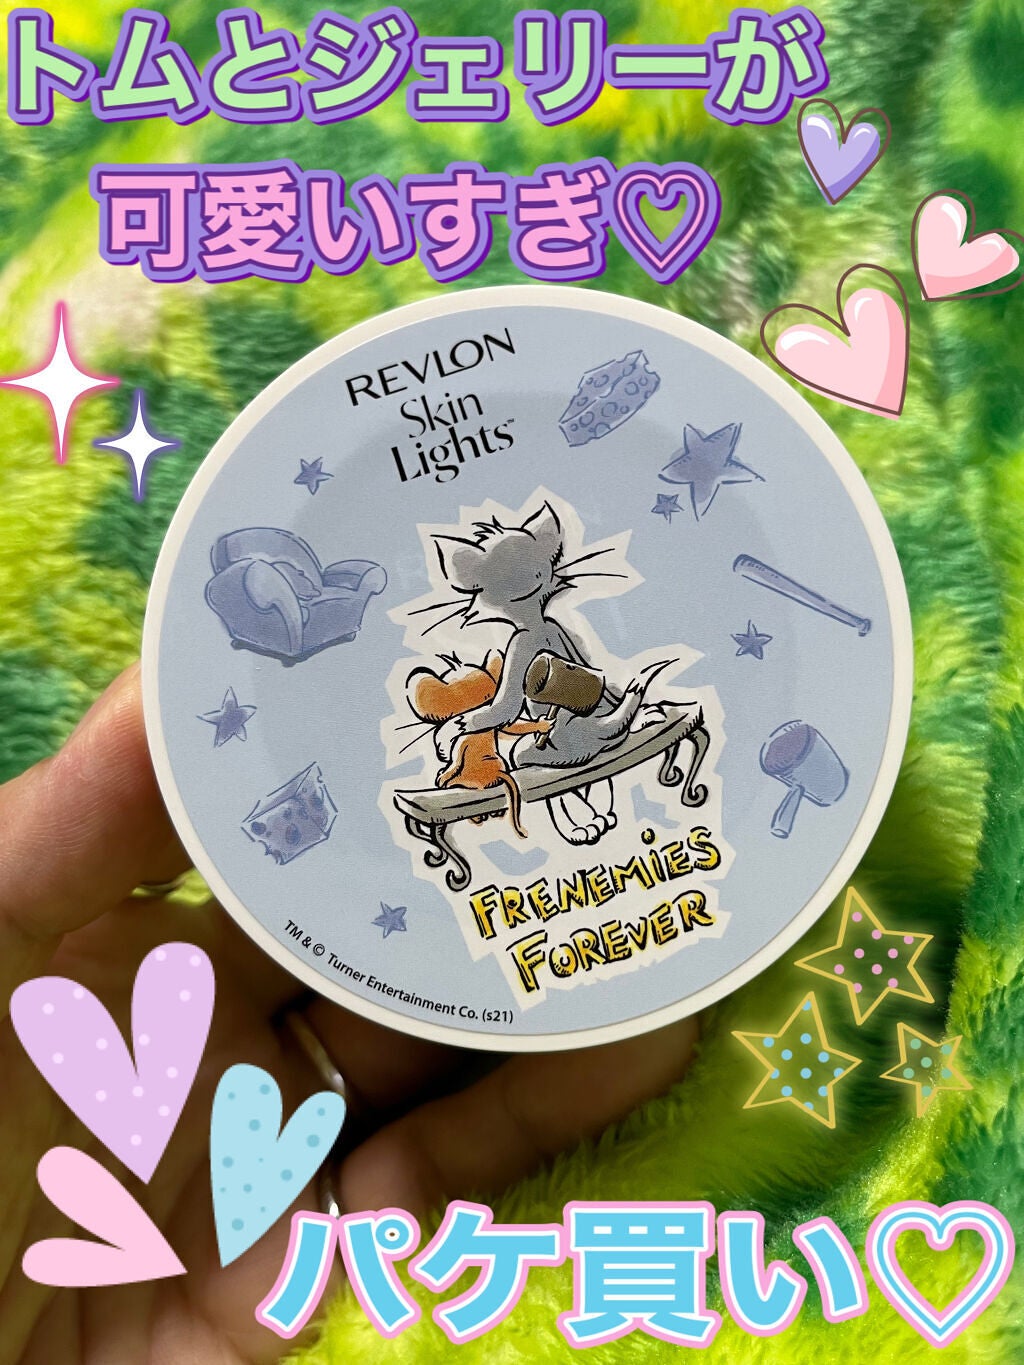 トムとジェリーが
可愛いすぎ♡
REVLON
Skin
Lights™
FRENEMIES
FOREVER
TM & © Turner Entertainment Co. (s21)
パケ買い♡